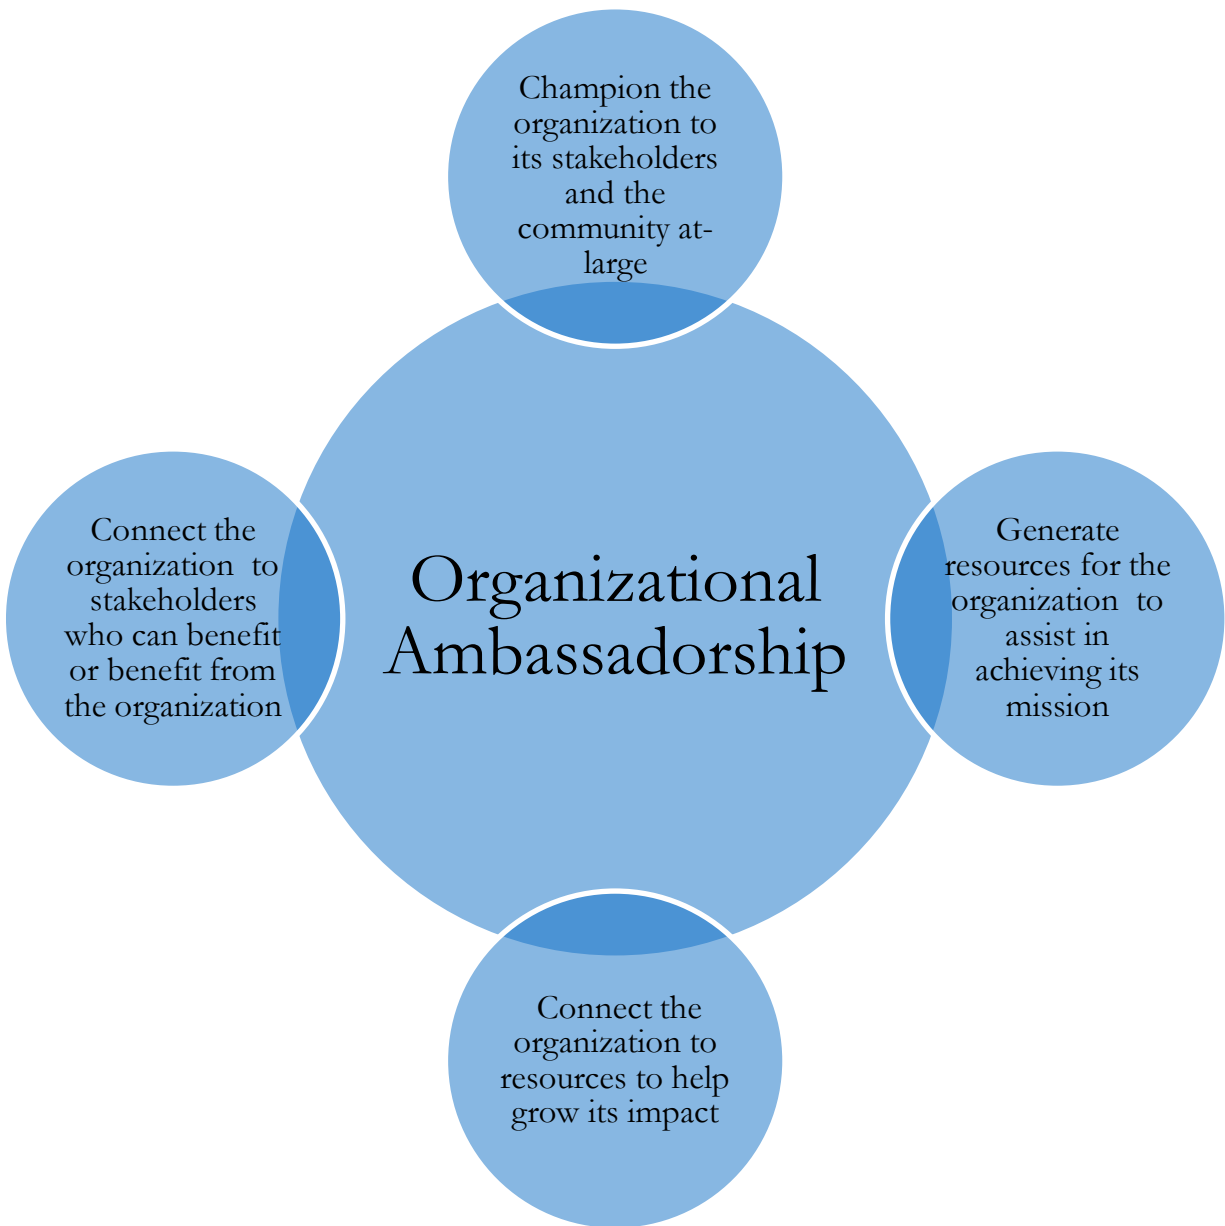 Champion the
organization to
its stakeholders
and the
community at-
large
Connect the
organization  to
stakeholders
who can benefit
or benefit from
the organization
Organizational
Ambassadorship
Generate
resources for the
organization  to
assist in
achieving its
mission
Connect the
organization to
resources to help
grow its impact